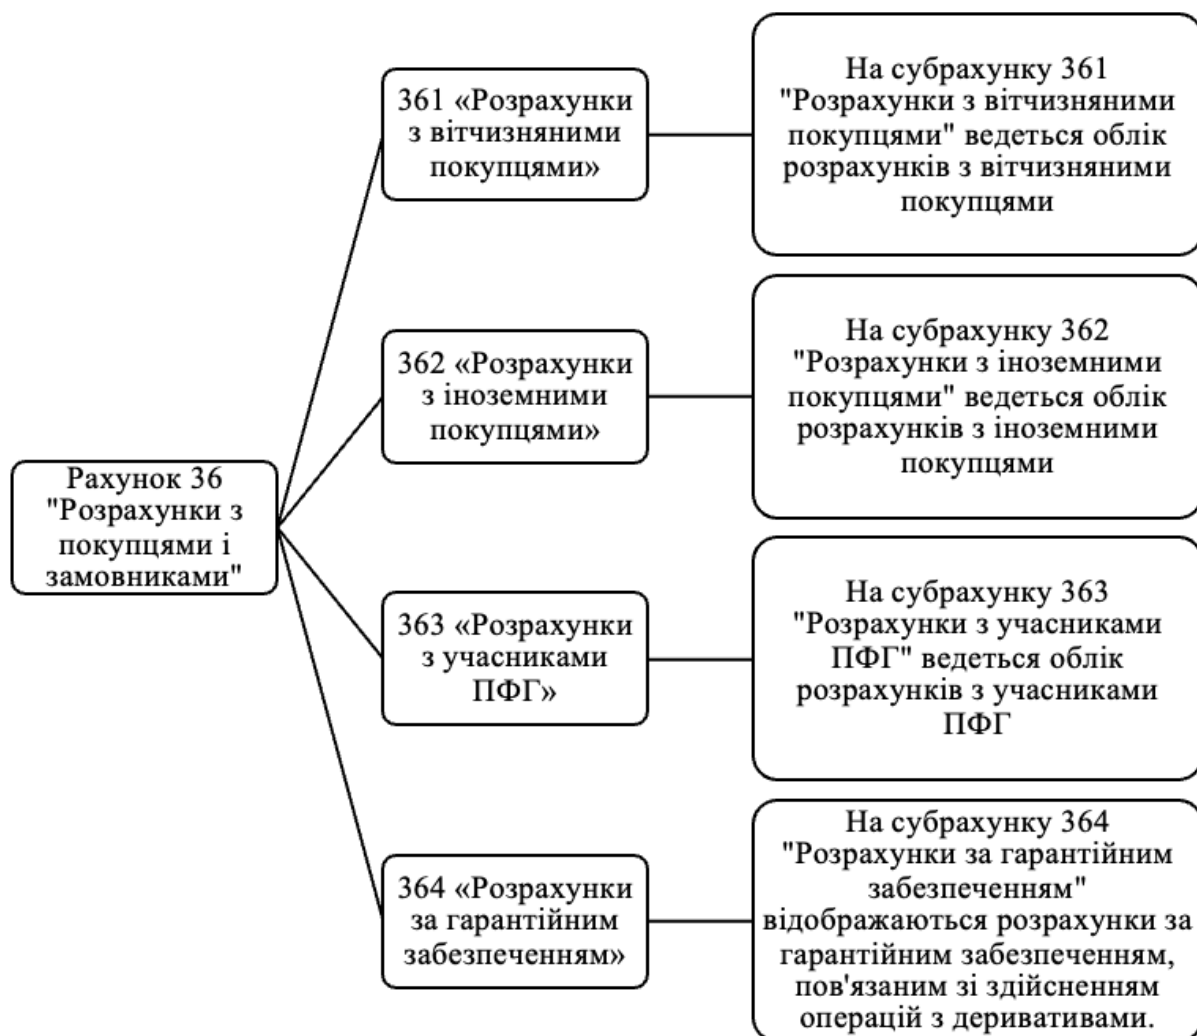 Рахунок 36
"Розрахунки з
покупцями і
замовниками"
361 «Розрахунки
з вітчизняними
покупцями»
На субрахунку 361
"Розрахунки з вітчизняними
покупцями" ведеться облік
розрахунків з вітчизняними
покупцями
362 «Розрахунки
з іноземними
покупцями»
На субрахунку 362
"Розрахунки з іноземними
покупцями" ведеться облік
розрахунків з іноземними
покупцями
363 «Розрахунки
з учасниками
ПФГ»
На субрахунку 363
"Розрахунки з учасниками
ПФГ" ведеться облік
розрахунків з учасниками
ПФГ
364 «Розрахунки
за гарантійним
забезпеченням»
На субрахунку 364
"Розрахунки за гарантійним
забезпеченням"
відображаються розрахунки за
гарантійним забезпеченням,
пов'язаним зі здійсненням
операцій з деривативами.